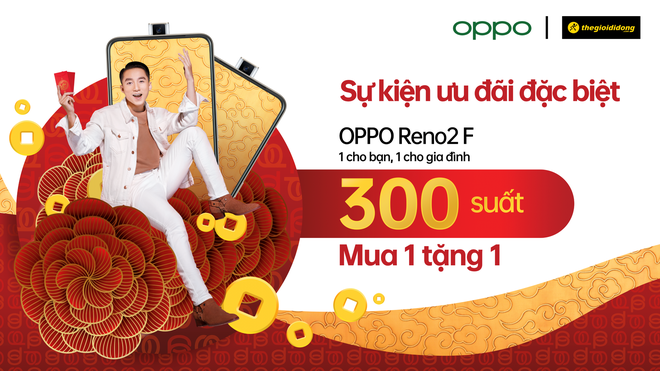 oppo
thegioididong
Sự kiện ưu đãi đặc biệt
OPPO Reno2 F
1 cho bạn, 1 cho gia đình
300 suất
Mua 1 tặng 1